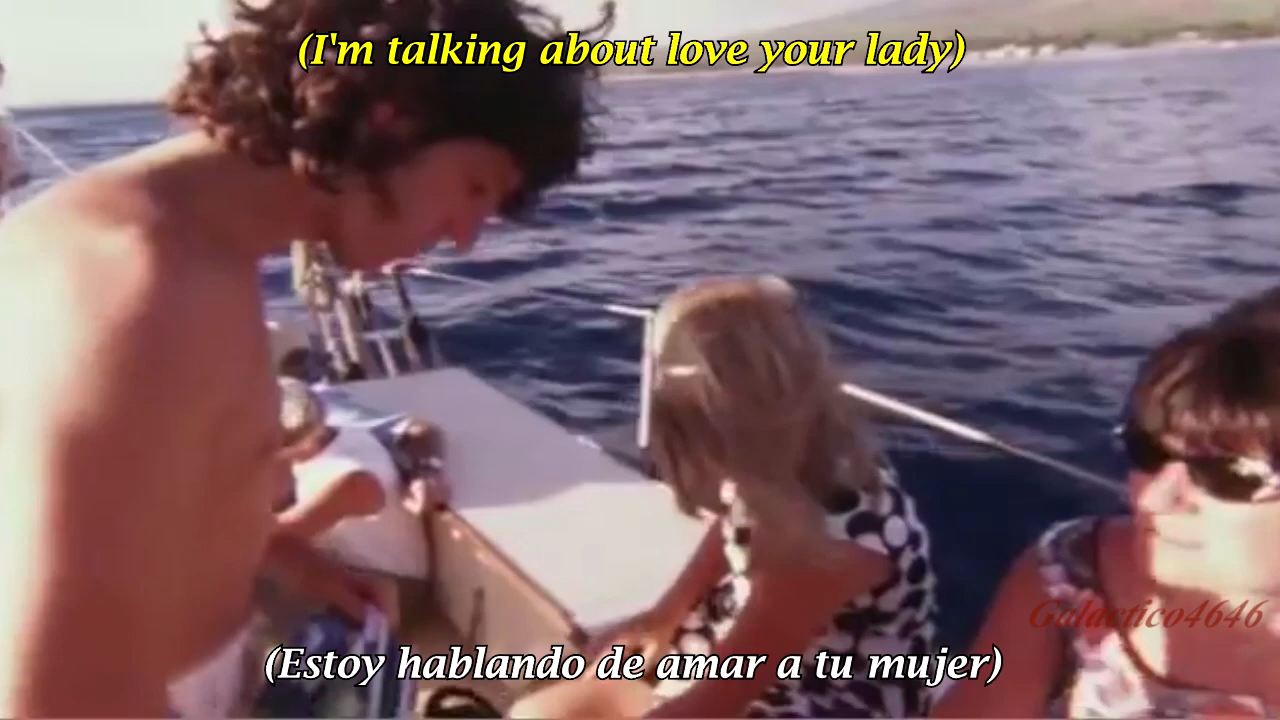 (I'm talking about love your lady)
Galactico4646
(Estoy hablando de amar a tu mujer)